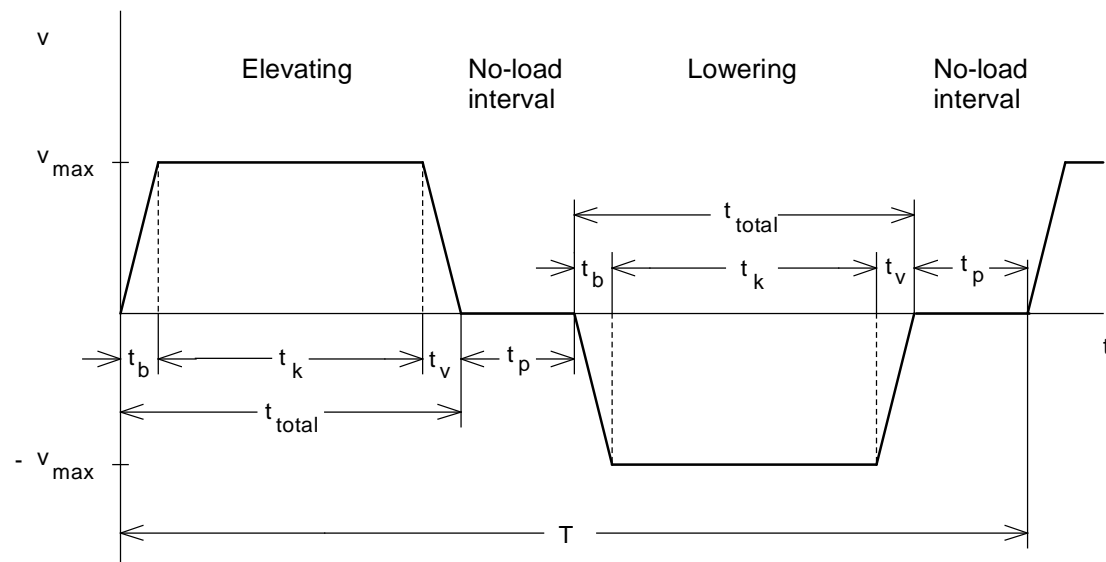 v
Elevating
No-load
interval
Lowering
No-load
interval
v max
t total
t b
t k
t v
t p
t b
t k
t v
t p
t
t total
- v max
T